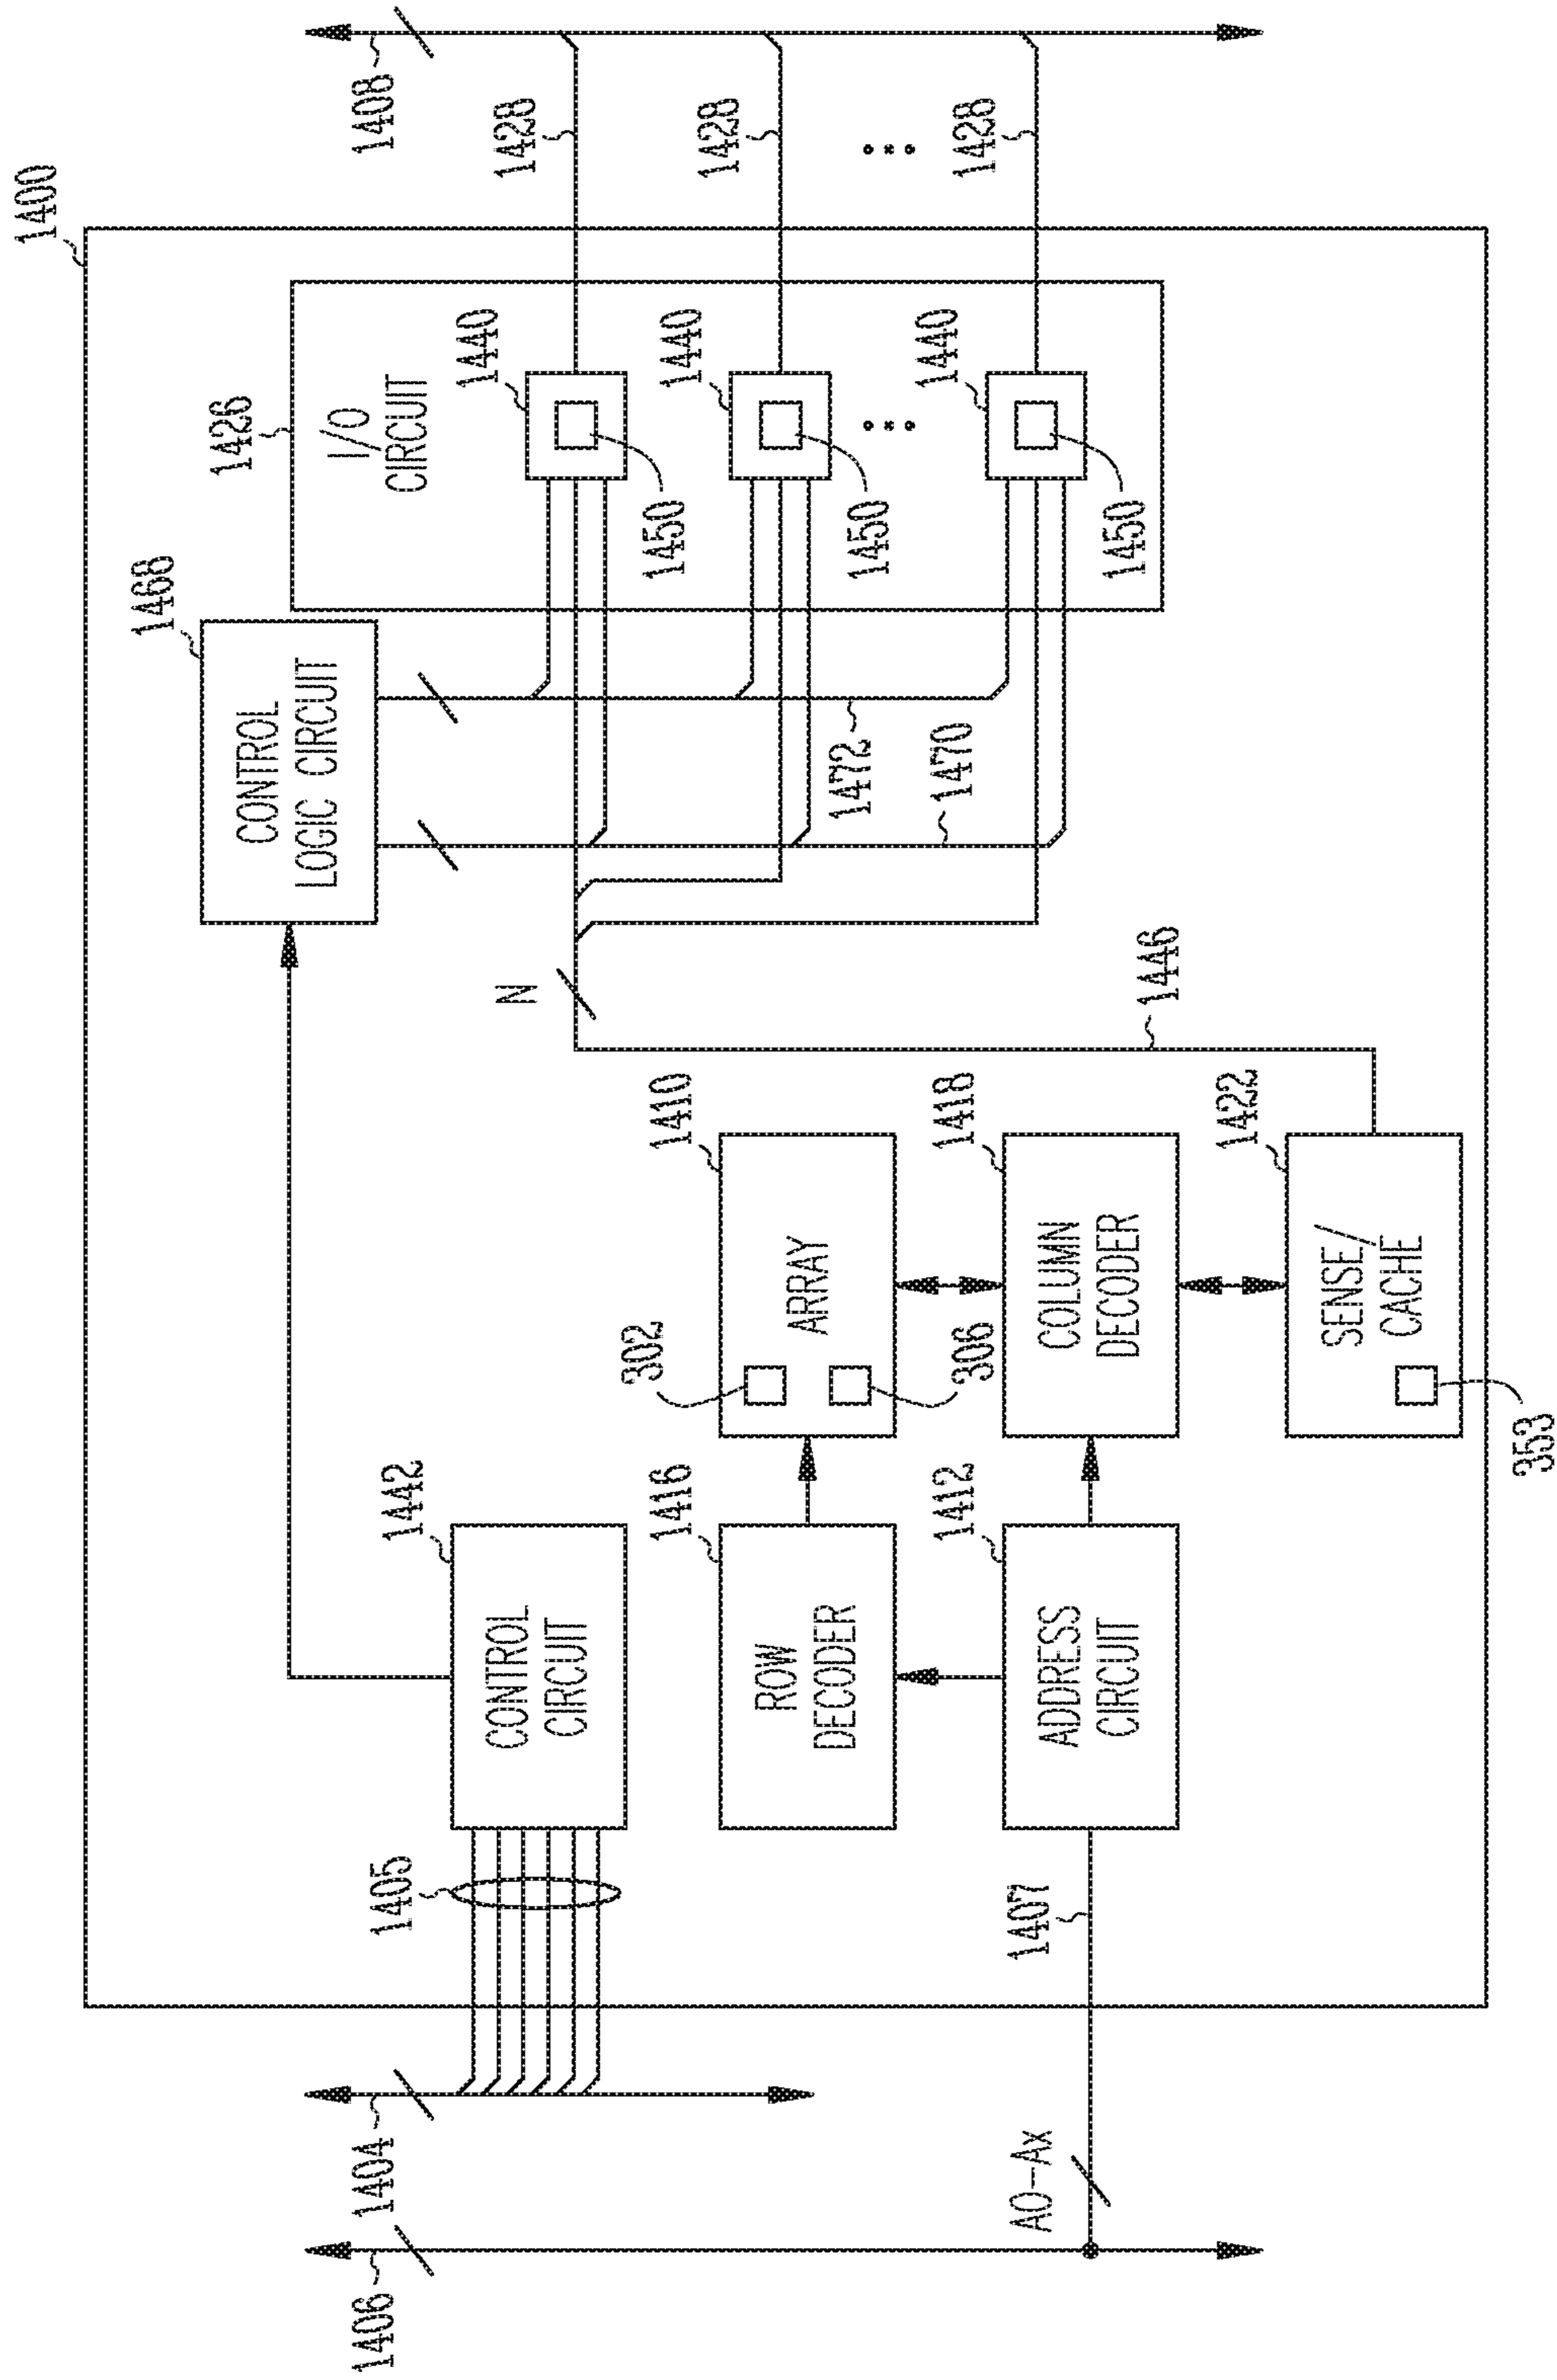 1400
1408
1428
1428
1428
1426
I/O
CIRCUIT
1440
1440
1440
1450
1450
1450
1468
CONTROL
LOGIC CIRCUIT
1472
1470
N
1446
1410
ARRAY
302
306
1418
COLUMN
DECODER
1422
SENSE/
CACHE
353
1442
CONTROL
CIRCUIT
1416
ROW
DECODER
1412
ADDRESS
CIRCUIT
1405
1407
1404
1406
A0–Ax